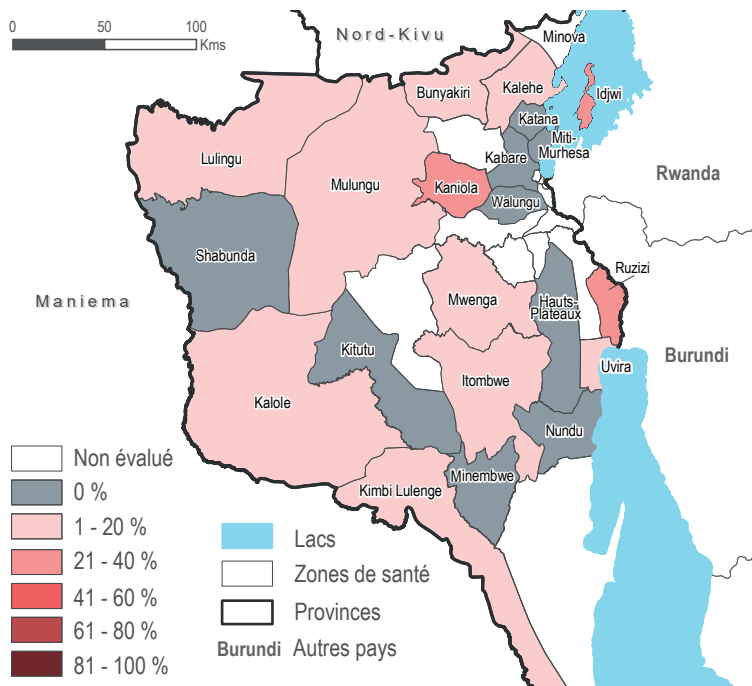 0 50 100
Kms
Nord-Kivu
Minova
Bunyakiri
Kalehe
Idjwi
Katana
Miti-
Murhesa
Lulingu
Kabare
Mulungu
Kaniola
Rwanda
Walungu
Shabunda
Ruzizi
Maniema
Mwenga
Hauts-
Plateaux
Kitutu
Burundi
Uvira
Itombwe
Kalole
Nundu
Minembwe
Kimbi Lulenge
Non évalué
0 %
1 - 20 %
21 - 40 %
41 - 60 %
61 - 80 %
81 - 100 %
Lacs
Zones de santé
Provinces
Burundi Autres pays